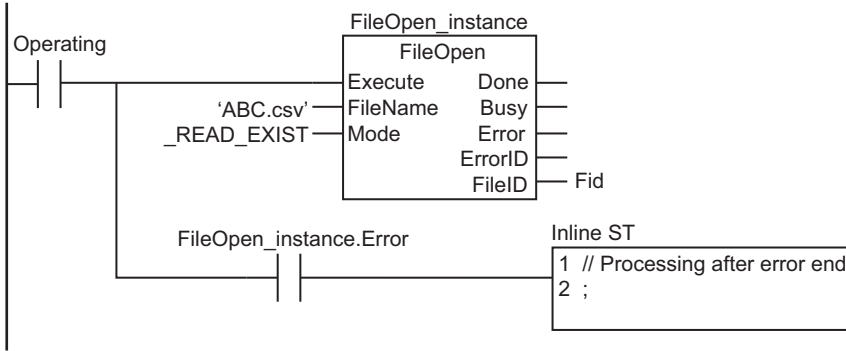 FileOpen_instance
Operating
FileOpen
Execute Done
‘ABC.csv’ FileName Busy
_READ_EXIST Mode Error
ErrorID
FileID Fid
FileOpen_instance.Error
Inline ST
1 // Processing after error end
2 ;